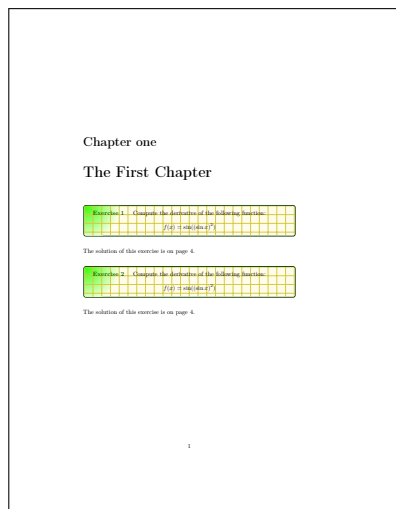 Chapter one
The First Chapter
Exercise 1 Compute the derivative of the following function:
f(x) = sin((sin x)²)
The solution of this exercise is on page 4.
Exercise 2 Compute the derivative of the following function:
f(x) = sin((sin x)²)
The solution of this exercise is on page 4.
1